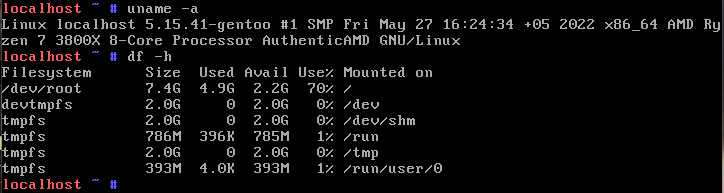 localhost ~ # uname -a
Linux localhost 5.15.41-gentoo #1 SMP Fri May 27 16:24:34 +05 2022 x86_64 AMD Ry
zen 7 3800X 8-Core Processor AuthenticAMD GNU/Linux
localhost ~ # df -h
Filesystem      Size  Used Avail Use% Mounted on
/dev/root       7.4G  4.9G  2.2G  70% /
devtmpfs        2.0G     0  2.0G   0% /dev
tmpfs           2.0G     0  2.0G   0% /dev/shm
tmpfs           786M  396K  785M   1% /run
tmpfs           2.0G     0  2.0G   0% /tmp
tmpfs           393M  4.0K  393M   1% /run/user/0
localhost ~ #